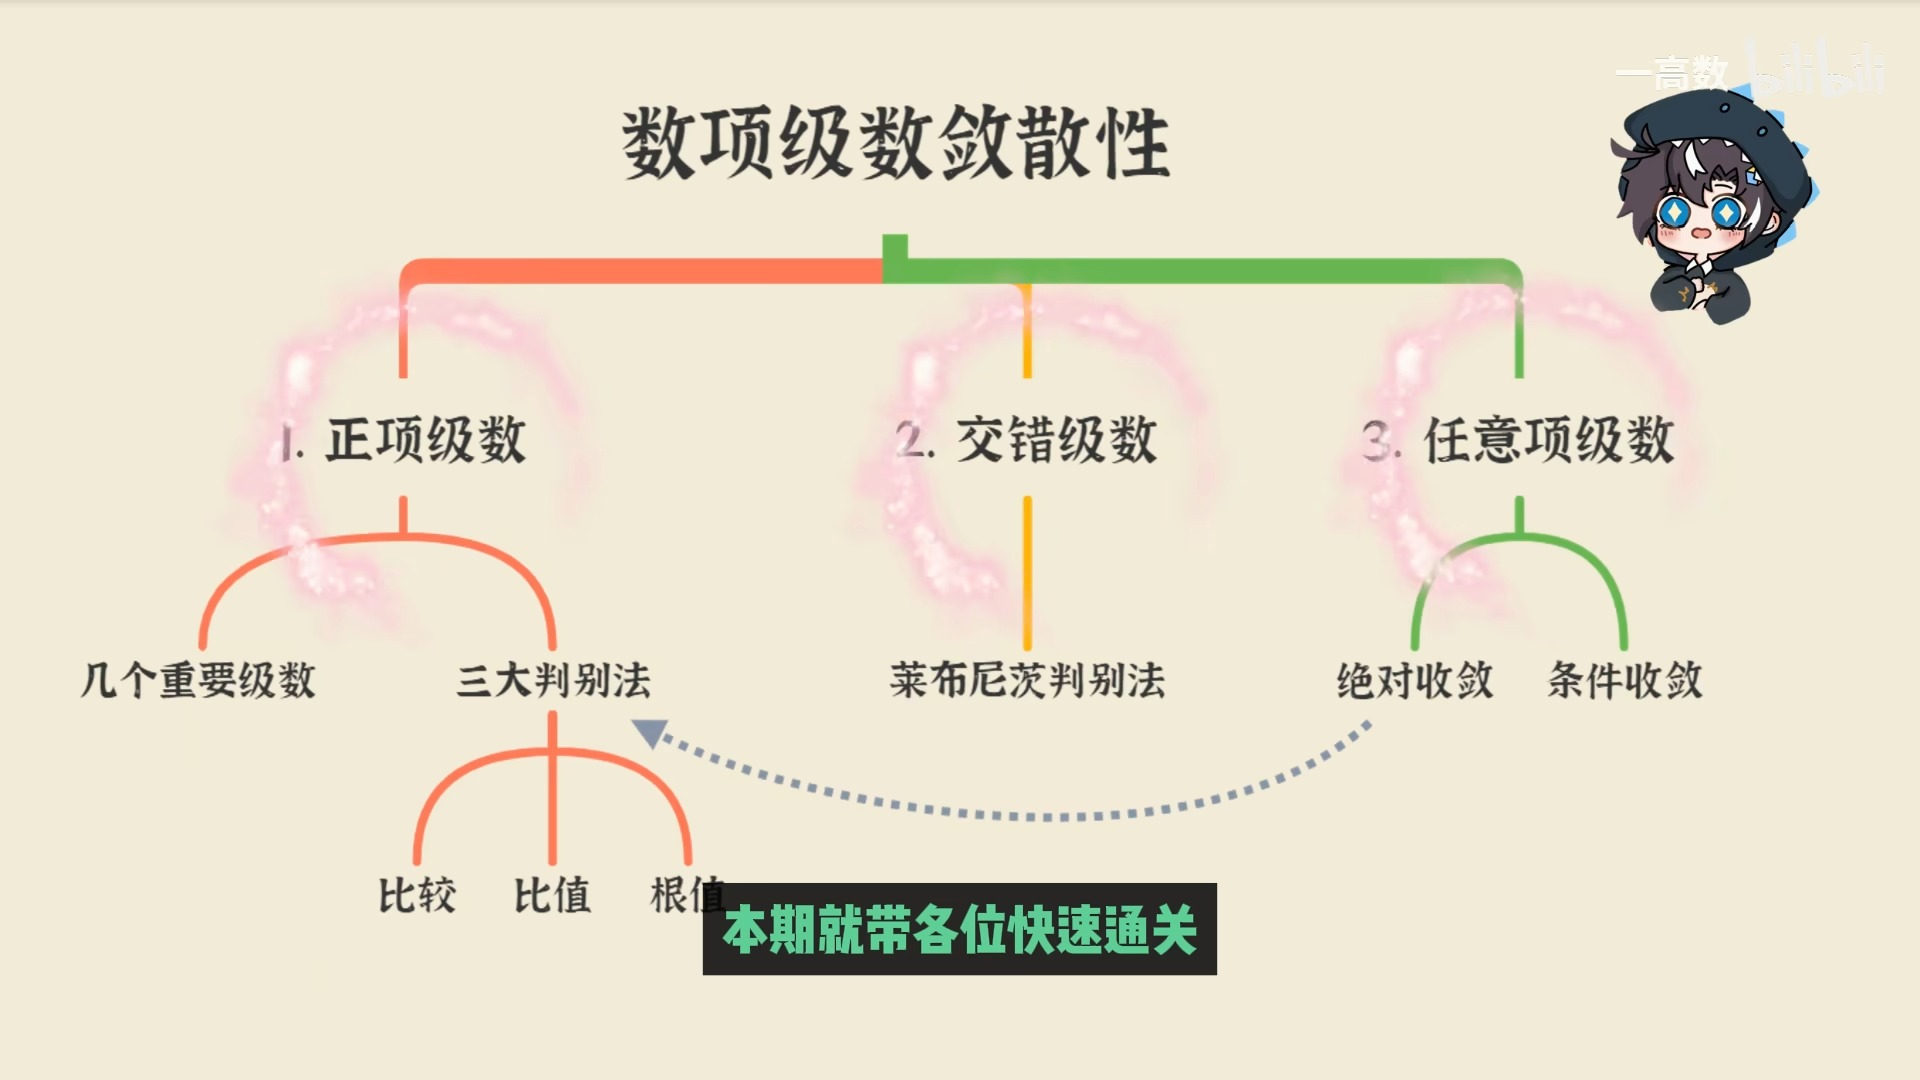 一高数 bilibili
数项级数敛散性
1. 正项级数
2. 交错级数
3. 任意项级数
几个重要级数
三大判别法
莱布尼茨判别法
绝对收敛
条件收敛
比较
比值
根值
本期就带各位快速通关